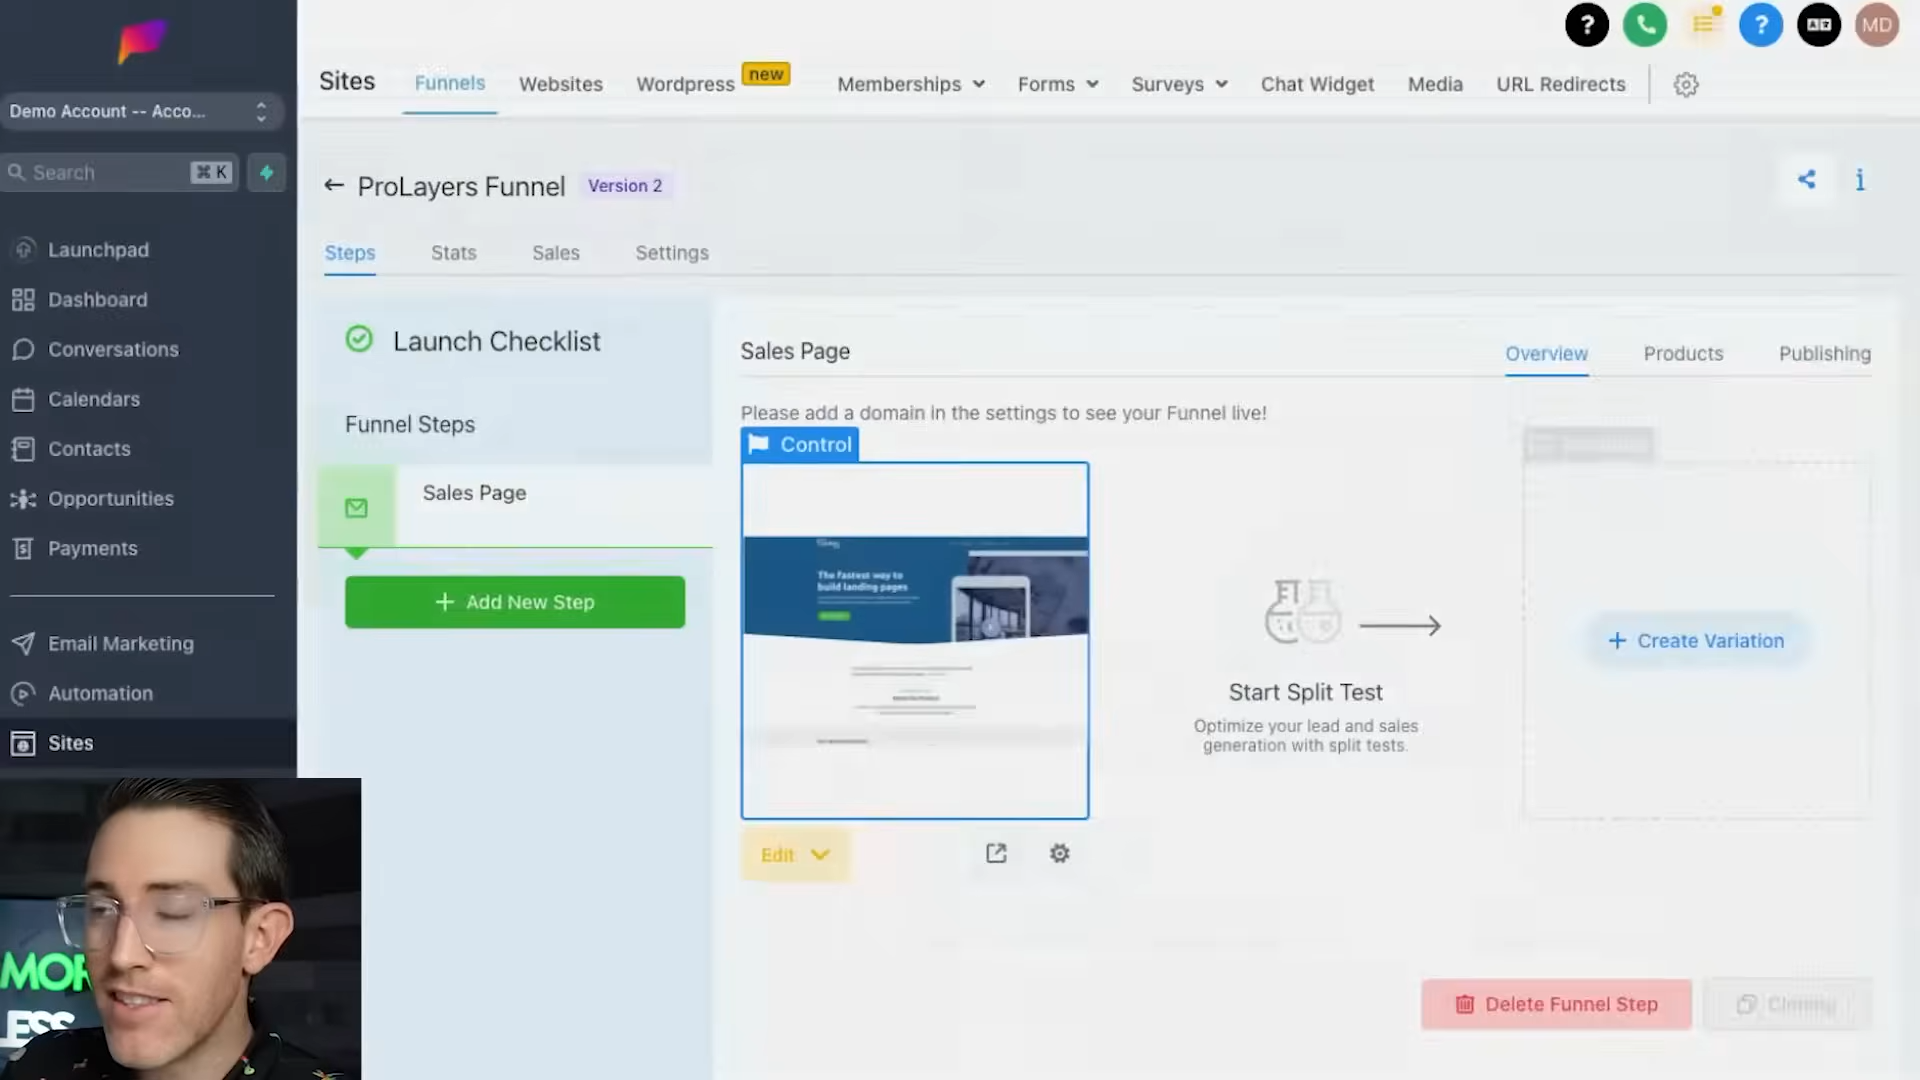 MD
Sites
Funnels
Websites
Wordpress
new
Memberships
Forms
Surveys
Chat Widget
Media
URL Redirects
Demo Account -- Acco...
Search
⌘ K
ProLayers Funnel
Version 2
Steps
Stats
Sales
Settings
Launchpad
Dashboard
Conversations
Calendars
Contacts
Opportunities
Payments
Email Marketing
Automation
Sites
Launch Checklist
Funnel Steps
Sales Page
+ Add New Step
Sales Page
Overview
Products
Publishing
Please add a domain in the settings to see your Funnel live!
Control
The fastest way to
build landing pages
Start Split Test
Optimize your lead and sales
generation with split tests.
+ Create Variation
Edit
Delete Funnel Step
MOR
LESS